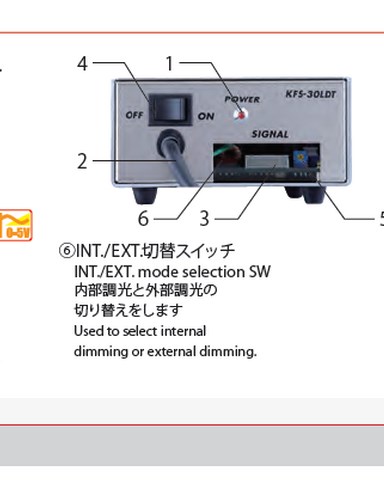 4
1
POWER
KFS-30LDT
OFF
ON
SIGNAL
2
6
3
5
0-5V
⑥INT./EXT.切替スイッチ
INT./EXT. mode selection SW
内部調光と外部調光の
切り替えをします
Used to select internal
dimming or external dimming.